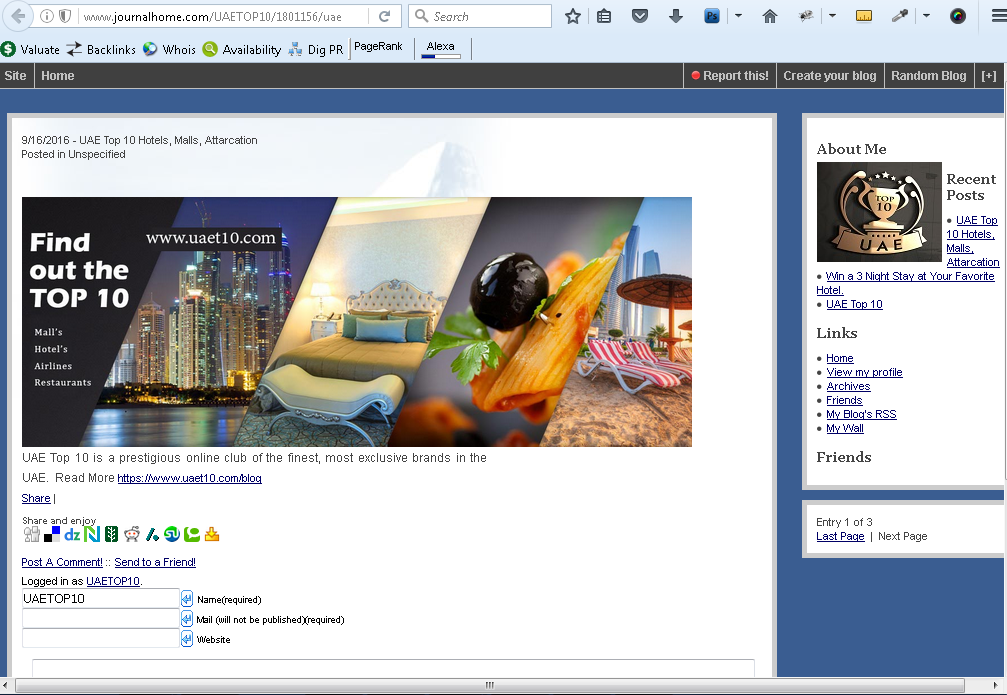 www.journalhome.com/UAETOP10/1801156/uae
Search
Ps
Valuate
Backlinks
Whois
Availability
Dig PR
PageRank
Alexa
Site
Home
Report this!
Create your blog
Random Blog
[+]
9/16/2016 - UAE Top 10 Hotels, Malls, Attarcation
Posted in Unspecified
Find
out the
TOP 10
www.uaet10.com
Mall's
Hotel's
Airlines
Restaurants
UAE Top 10 is a prestigious online club of the finest, most exclusive brands in the
UAE. Read More https://www.uaet10.com/blog
Share |
Share and enjoy
Post A Comment! :: Send to a Friend!
Logged in as UAETOP10.
UAETOP10 Name(required)
Mail (will not be published)(required)
Website
About Me
TOP
10
UAE
Recent
Posts
• UAE Top
10 Hotels,
Malls,
Attarcation
• Win a 3 Night Stay at Your Favorite
Hotel.
• UAE Top 10
Links
• Home
• View my profile
• Archives
• Friends
• My Blog's RSS
• My Wall
Friends
Entry 1 of 3
Last Page | Next Page